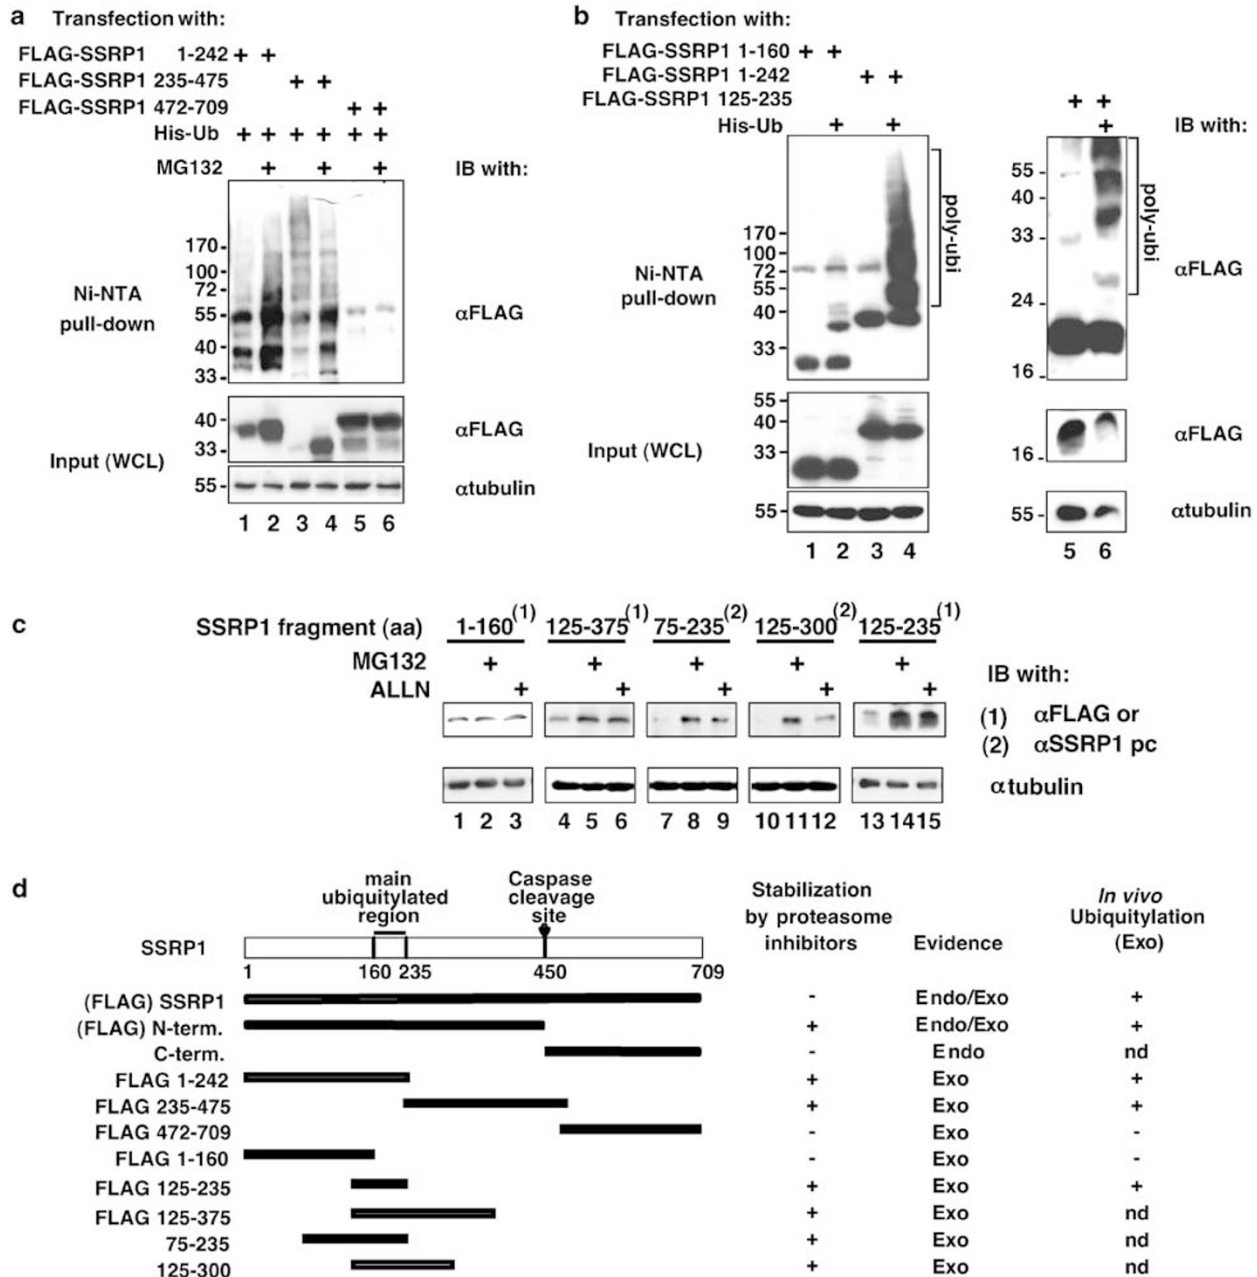 a Transfection with:
FLAG-SSRP1 1-242 + +
FLAG-SSRP1 235-475 + +
FLAG-SSRP1 472-709 + +
His-Ub + + + + + +
MG132 + + + IB with:
170
100
72
55
40
33
Ni-NTA
pull-down
αFLAG
40
33
Input (WCL)
αFLAG
55
αtubulin
1 2 3 4 5 6
b Transfection with:
FLAG-SSRP1 1-160 + +
FLAG-SSRP1 1-242 + +
FLAG-SSRP1 125-235 + +
His-Ub + + + IB with:
170
100
72
55
40
33
Ni-NTA
pull-down
poly-ubi
55
40
33
24
16
poly-ubi
αFLAG
55
40
33
Input (WCL)
16
αFLAG
55
55
αtubulin
1 2 3 4 5 6
c SSRP1 fragment (aa) 1-160(1) 125-375(1) 75-235(2) 125-300(2) 125-235(1)
MG132 + + + + +
ALLN + + + + +
IB with:
(1) αFLAG or
(2) αSSRP1 pc
αtubulin
1 2 3 4 5 6 7 8 9 10 11 12 13 14 15
d
main
ubiquitylated
region
Caspase
cleavage
site
Stabilization
by proteasome
inhibitors
Evidence
In vivo
Ubiquitylation
(Exo)
SSRP1
1 160 235 450 709
(FLAG) SSRP1 - Endo/Exo +
(FLAG) N-term. + Endo/Exo +
C-term. - Endo nd
FLAG 1-242 + Exo +
FLAG 235-475 + Exo +
FLAG 472-709 - Exo -
FLAG 1-160 - Exo -
FLAG 125-235 + Exo +
FLAG 125-375 + Exo nd
75-235 + Exo nd
125-300 + Exo nd